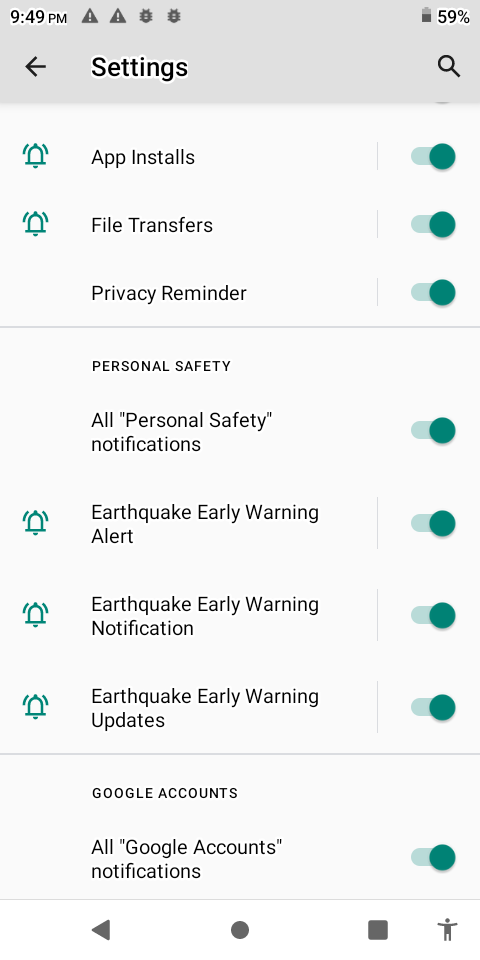 9:49 PM
59%
Settings
App Installs
File Transfers
Privacy Reminder
PERSONAL SAFETY
All "Personal Safety"
notifications
Earthquake Early Warning
Alert
Earthquake Early Warning
Notification
Earthquake Early Warning
Updates
GOOGLE ACCOUNTS
All "Google Accounts"
notifications